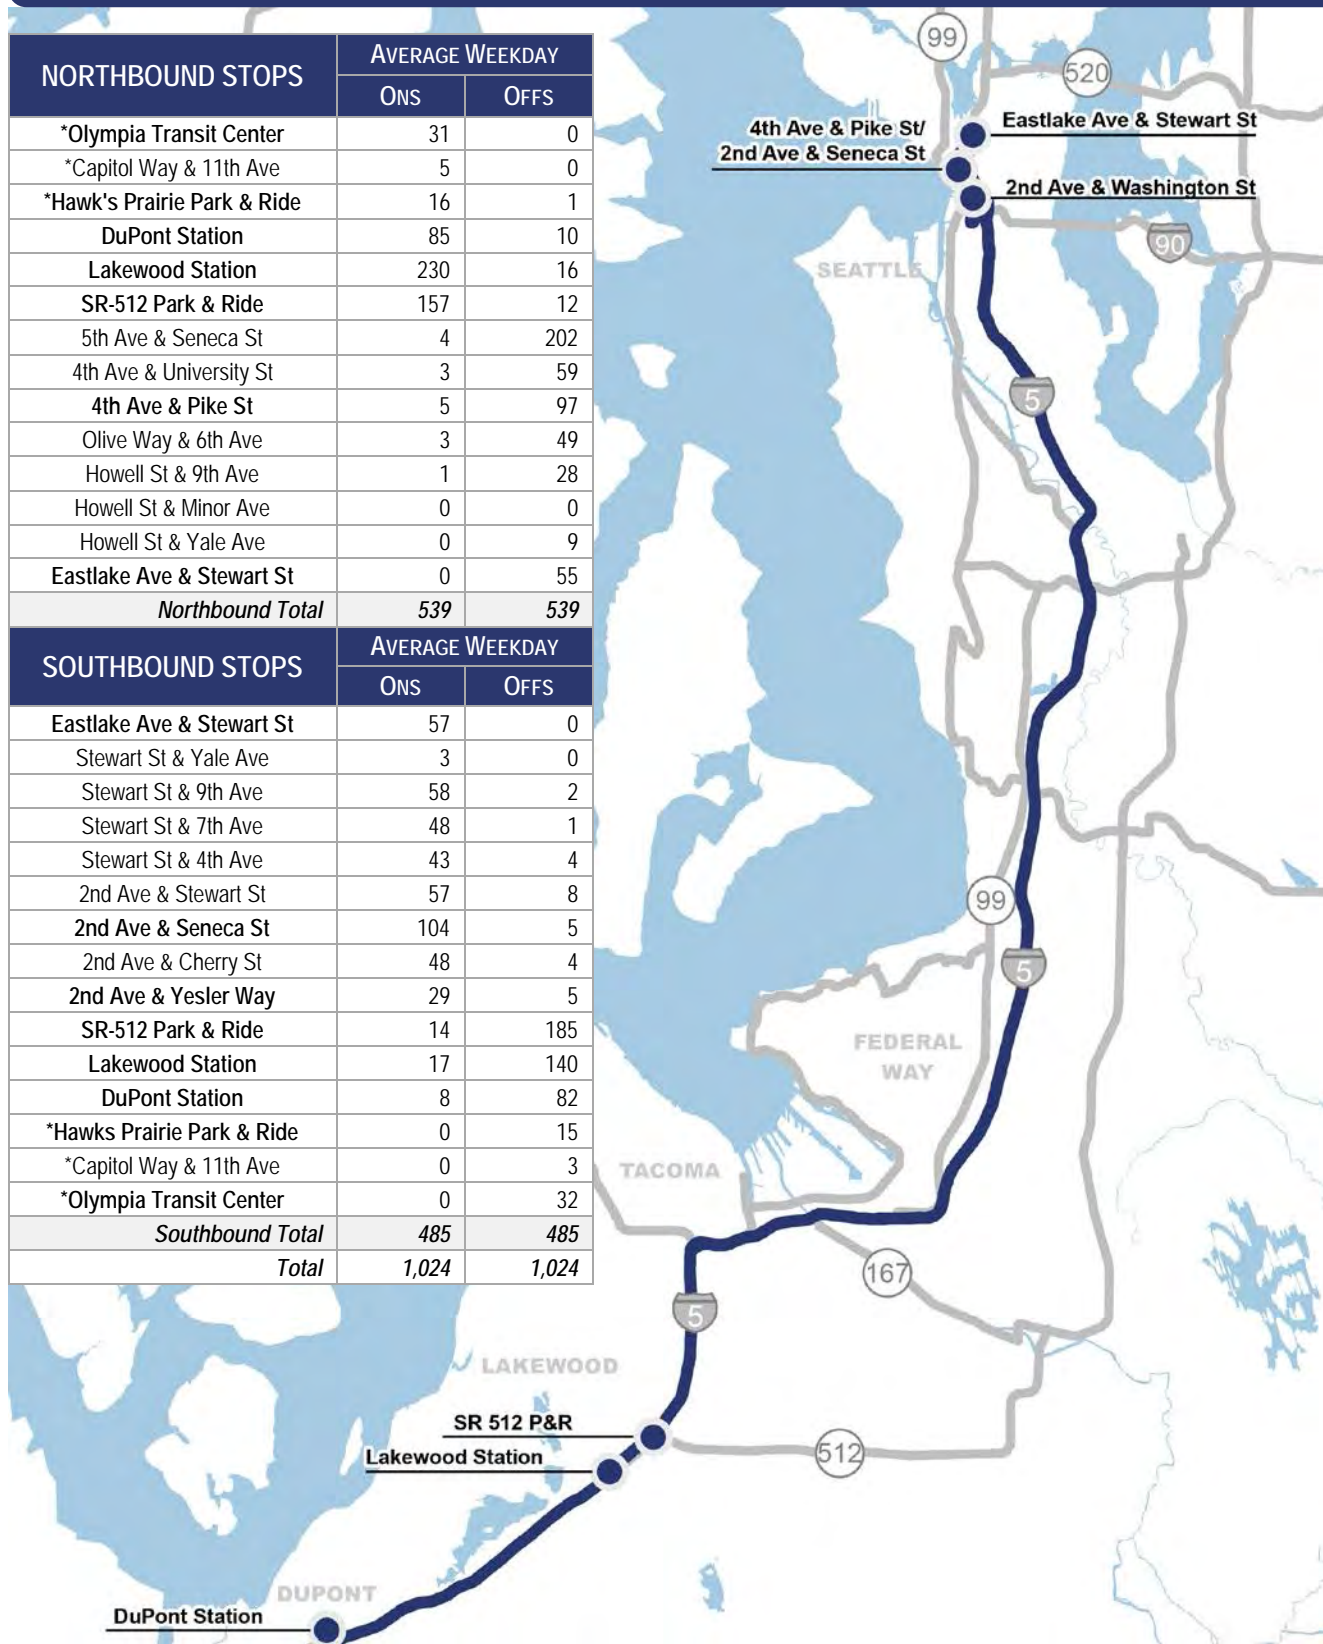 NORTHBOUND STOPS
AVERAGE WEEKDAY
ONS OFFS
*Olympia Transit Center 31 0
*Capitol Way & 11th Ave 5 0
*Hawk's Prairie Park & Ride 16 1
DuPont Station 85 10
Lakewood Station 230 16
SR-512 Park & Ride 157 12
5th Ave & Seneca St 4 202
4th Ave & University St 3 59
4th Ave & Pike St 5 97
Olive Way & 6th Ave 3 49
Howell St & 9th Ave 1 28
Howell St & Minor Ave 0 0
Howell St & Yale Ave 0 9
Eastlake Ave & Stewart St 0 55
Northbound Total 539 539
SOUTHBOUND STOPS
AVERAGE WEEKDAY
ONS OFFS
Eastlake Ave & Stewart St 57 0
Stewart St & Yale Ave 3 0
Stewart St & 9th Ave 58 2
Stewart St & 7th Ave 48 1
Stewart St & 4th Ave 43 4
2nd Ave & Stewart St 57 8
2nd Ave & Seneca St 104 5
2nd Ave & Cherry St 48 4
2nd Ave & Yesler Way 29 5
SR-512 Park & Ride 14 185
Lakewood Station 17 140
DuPont Station 8 82
*Hawks Prairie Park & Ride 0 15
*Capitol Way & 11th Ave 0 3
*Olympia Transit Center 0 32
Southbound Total 485 485
Total 1,024 1,024
99
520
4th Ave & Pike St/
2nd Ave & Seneca St
Eastlake Ave & Stewart St
2nd Ave & Washington St
90
SEATTLE
5
99
5
FEDERAL
WAY
TACOMA
167
5
LAKEWOOD
SR 512 P&R
Lakewood Station
512
DUPONT
DuPont Station